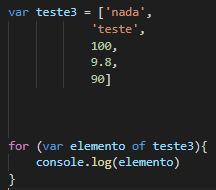 var teste3 = ['nada',
'teste',
100,
9.8,
90]
for (var elemento of teste3){
console.log(elemento)
}